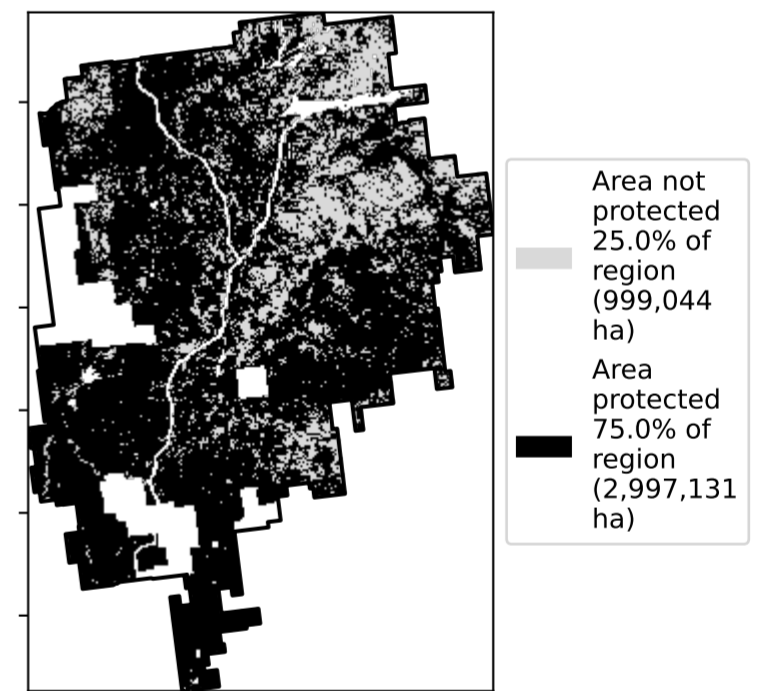 Area not
protected
25.0% of
region
(999,044
ha)
Area
protected
75.0% of
region
(2,997,131
ha)